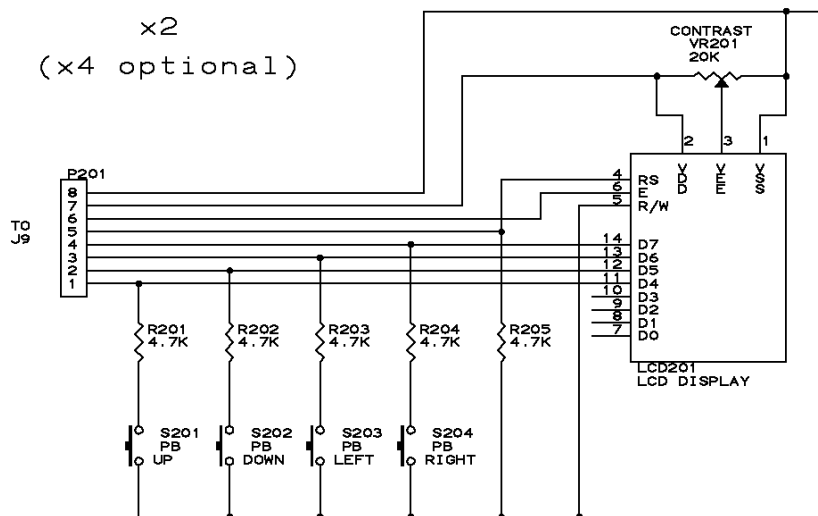 x2
(x4 optional)
CONTRAST
VR201
20K
2 3 1
VDD VEE VSS
P201
8
7
6
5
4
3
2
1
TO
J9
4 RS
6 E
5 R/W
14 D7
13 D6
12 D5
11 D4
10 D3
9 D2
8 D1
7 D0
LCD201
LCD DISPLAY
R201
4.7K
R202
4.7K
R203
4.7K
R204
4.7K
R205
4.7K
S201
PB
UP
S202
PB
DOWN
S203
PB
LEFT
S204
PB
RIGHT